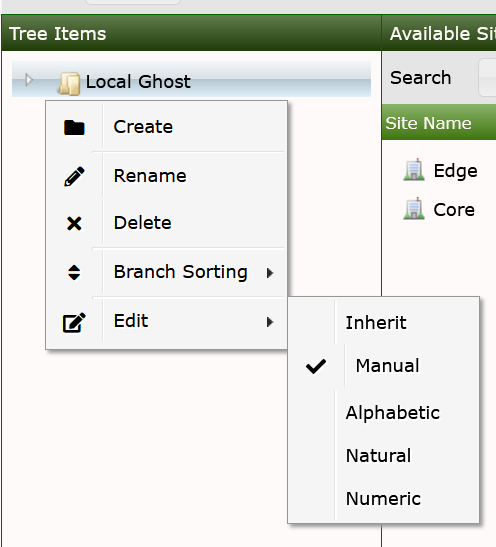 Tree Items
Available Si
Local Ghost
Search
Site Name
Create
Rename
Edge
Delete
Core
Branch Sorting
Edit
Inherit
Manual
Alphabetic
Natural
Numeric